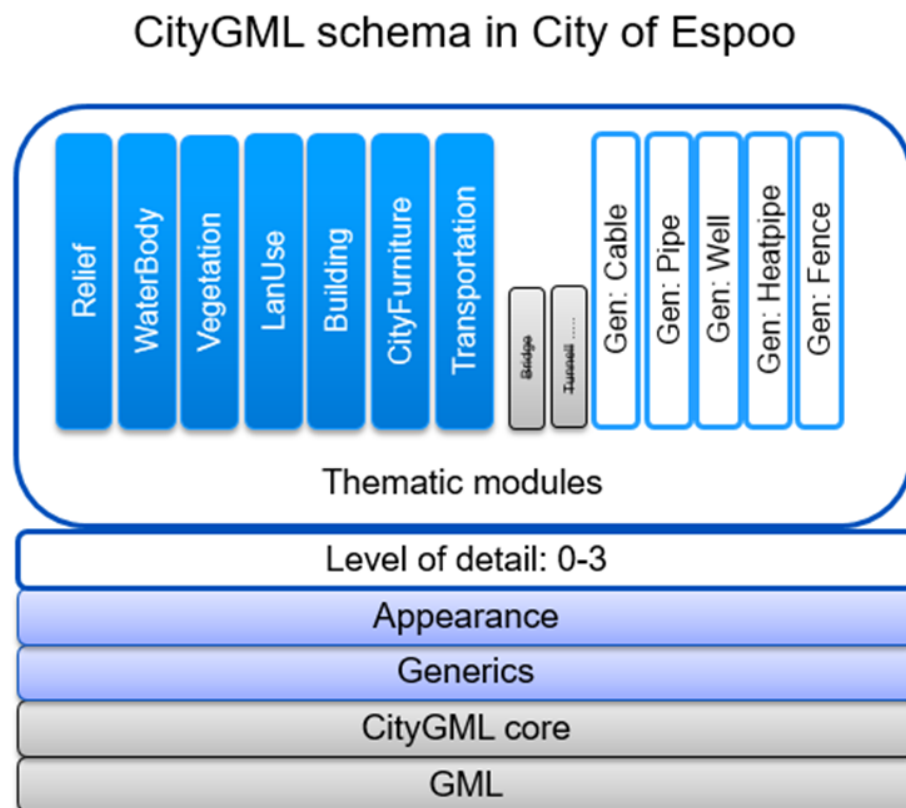 CityGML schema in City of Espoo
Relief
WaterBody
Vegetation
LanUse
Building
CityFurniture
Transportation
Bridge
Tunnell .....
Gen: Cable
Gen: Pipe
Gen: Well
Gen: Heatpipe
Gen: Fence
Thematic modules
Level of detail: 0-3
Appearance
Generics
CityGML core
GML